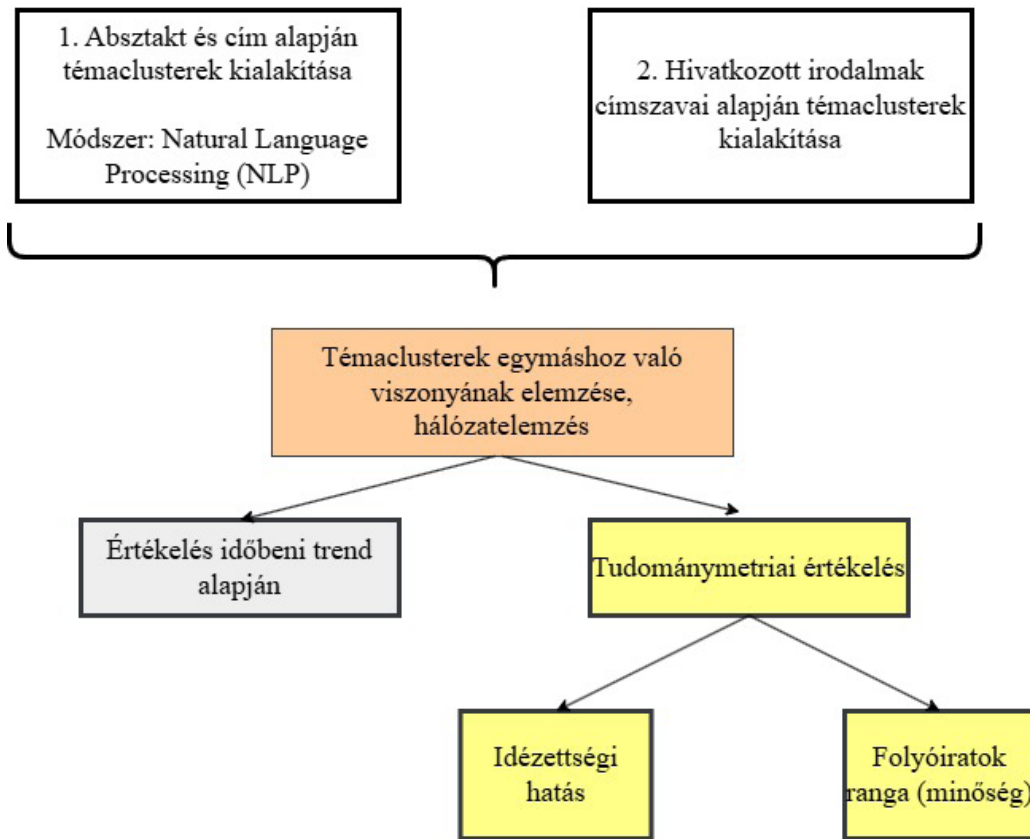 1. Absztakt és cím alapján
témaclusterek kialakítása
Módszer: Natural Language
Processing (NLP)
2. Hivatkozott irodalmak
címszavai alapján témaclusterek
kialakítása
Témaclusterek egymáshoz való
viszonyának elemzése,
hálózatelemzés
Értékelés időbeni trend
alapján
Tudománymetriai értékelés
Idézettségi
hatás
Folyóiratok
ranga (minőség)